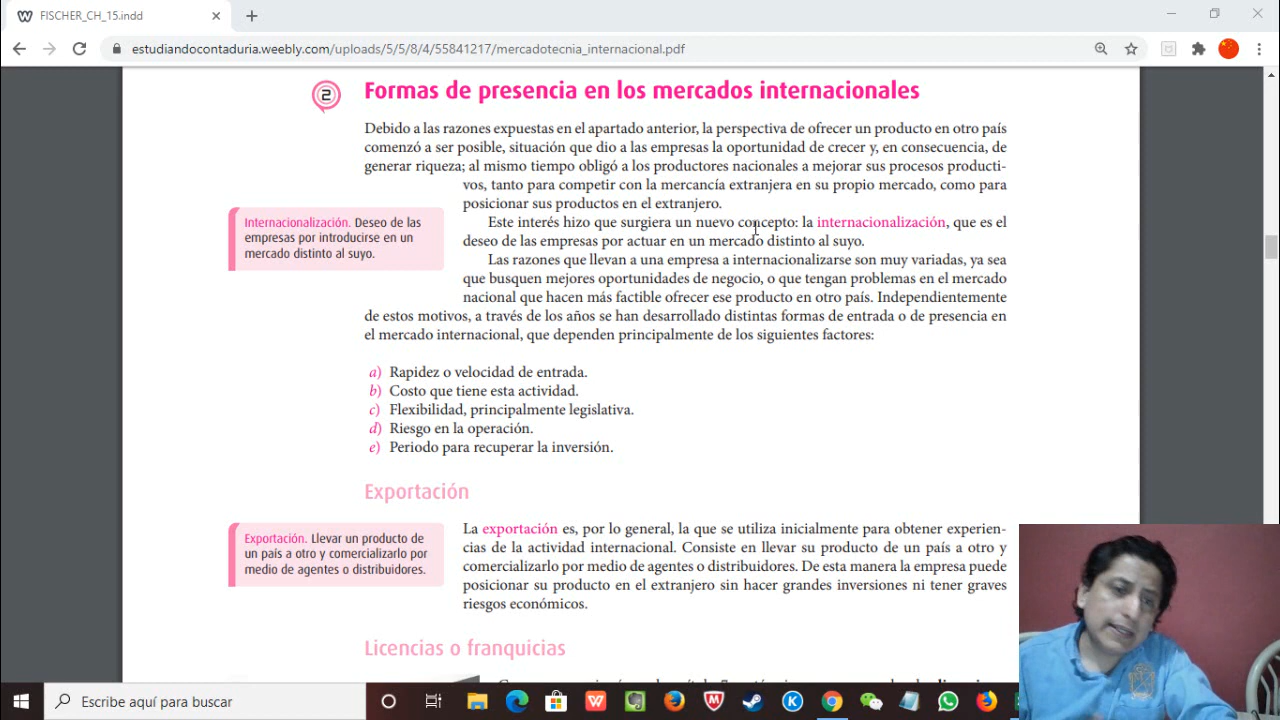 FISCHER_CH_15.indd
estudiandocontaduria.weebly.com/uploads/5/5/8/4/55841217/mercadotecnia_internacional.pdf
2
Formas de presencia en los mercados internacionales
Debido a las razones expuestas en el apartado anterior, la perspectiva de ofrecer un producto en otro país
comenzó a ser posible, situación que dio a las empresas la oportunidad de crecer y, en consecuencia, de
generar riqueza; al mismo tiempo obligó a los productores nacionales a mejorar sus procesos producti-
vos, tanto para competir con la mercancía extranjera en su propio mercado, como para
posicionar sus productos en el extranjero.
Este interés hizo que surgiera un nuevo concepto: la internacionalización, que es el
deseo de las empresas por actuar en un mercado distinto al suyo.
Internacionalización. Deseo de las
empresas por introducirse en un
mercado distinto al suyo.
Las razones que llevan a una empresa a internacionalizarse son muy variadas, ya sea
que busquen mejores oportunidades de negocio, o que tengan problemas en el mercado
nacional que hacen más factible ofrecer ese producto en otro país. Independientemente
de estos motivos, a través de los años se han desarrollado distintas formas de entrada o de presencia en
el mercado internacional, que dependen principalmente de los siguientes factores:
a) Rapidez o velocidad de entrada.
b) Costo que tiene esta actividad.
c) Flexibilidad, principalmente legislativa.
d) Riesgo en la operación.
e) Periodo para recuperar la inversión.
Exportación
Exportación. Llevar un producto de
un país a otro y comercializarlo por
medio de agentes o distribuidores.
La exportación es, por lo general, la que se utiliza inicialmente para obtener experien-
cias de la actividad internacional. Consiste en llevar su producto de un país a otro y
comercializarlo por medio de agentes o distribuidores. De esta manera la empresa puede
posicionar su producto en el extranjero sin hacer grandes inversiones ni tener graves
riesgos económicos.
Licencias o franquicias
Escribe aquí para buscar